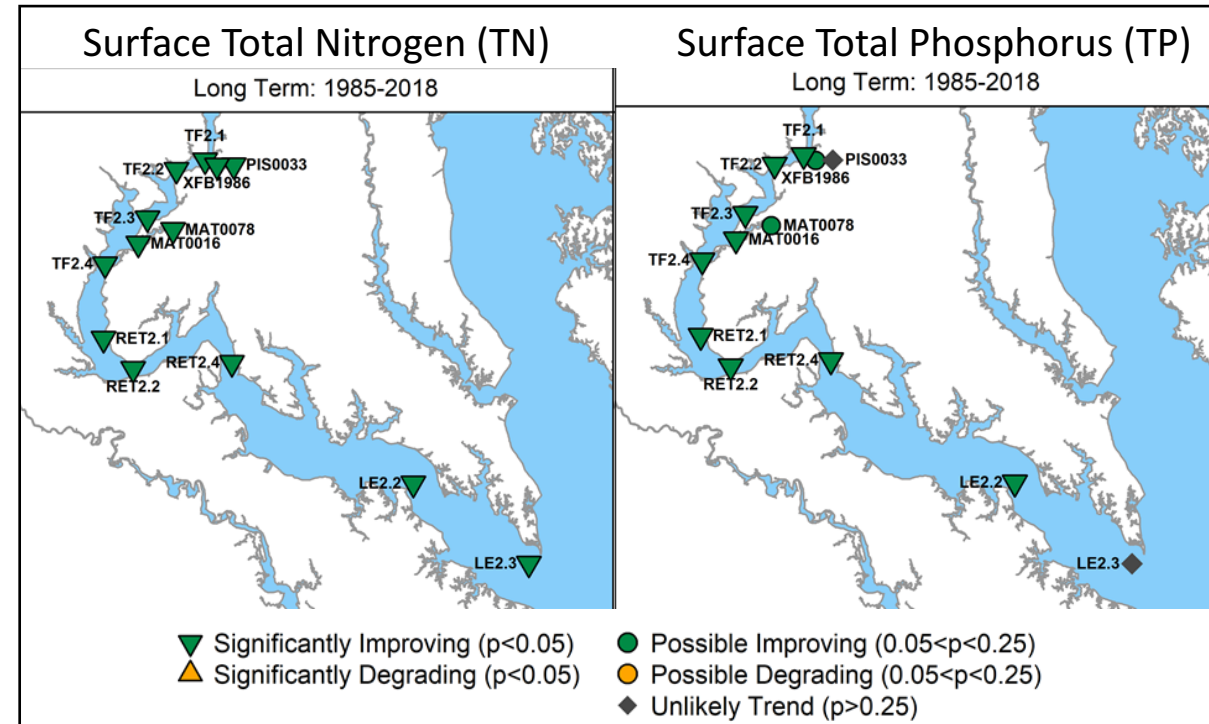 Surface Total Nitrogen (TN)
Long Term: 1985-2018
TF2.1
TF2.2
PIS0033
XFB1986
TF2.3
MAT0078
MAT0016
TF2.4
RET2.1
RET2.4
RET2.2
LE2.2
LE2.3
Surface Total Phosphorus (TP)
Long Term: 1985-2018
TF2.1
TF2.2
PIS0033
XFB1986
TF2.3
MAT0078
MAT0016
TF2.4
RET2.1
RET2.4
RET2.2
LE2.2
LE2.3
Significantly Improving (p<0.05)
Significantly Degrading (p<0.05)
Possible Improving (0.05<p<0.25)
Possible Degrading (0.05<p<0.25)
Unlikely Trend (p>0.25)